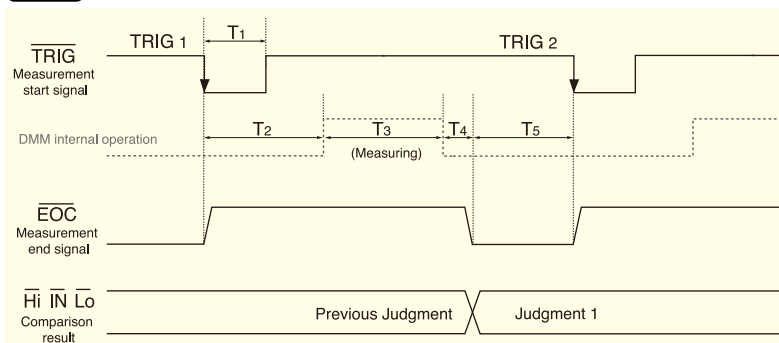 TRIG 1
T1
TRIG 2
TRIG
Measurement
start signal
DMM internal operation
T2
T3
T4
T5
(Measuring)
EOC
Measurement
end signal
Hi IN Lo
Comparison
result
Previous Judgment
Judgment 1